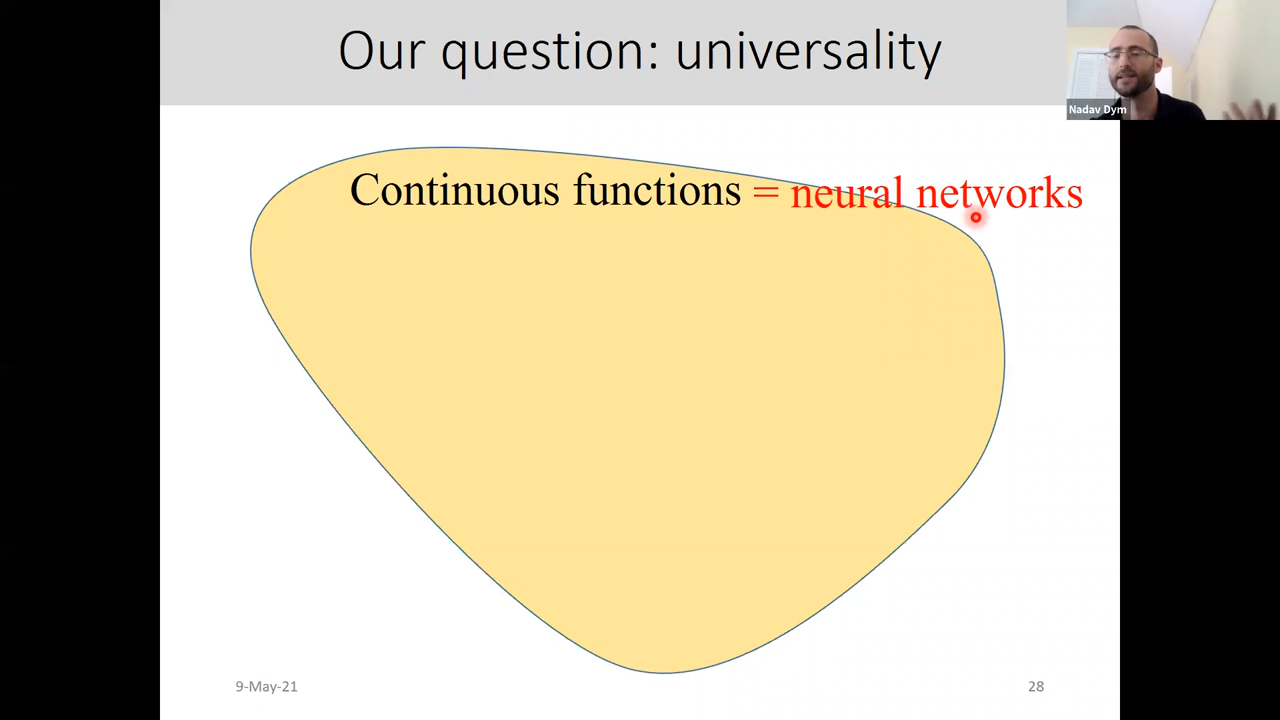 Our question: universality
Nadav Dym
Continuous functions = neural networks
9-May-21
28